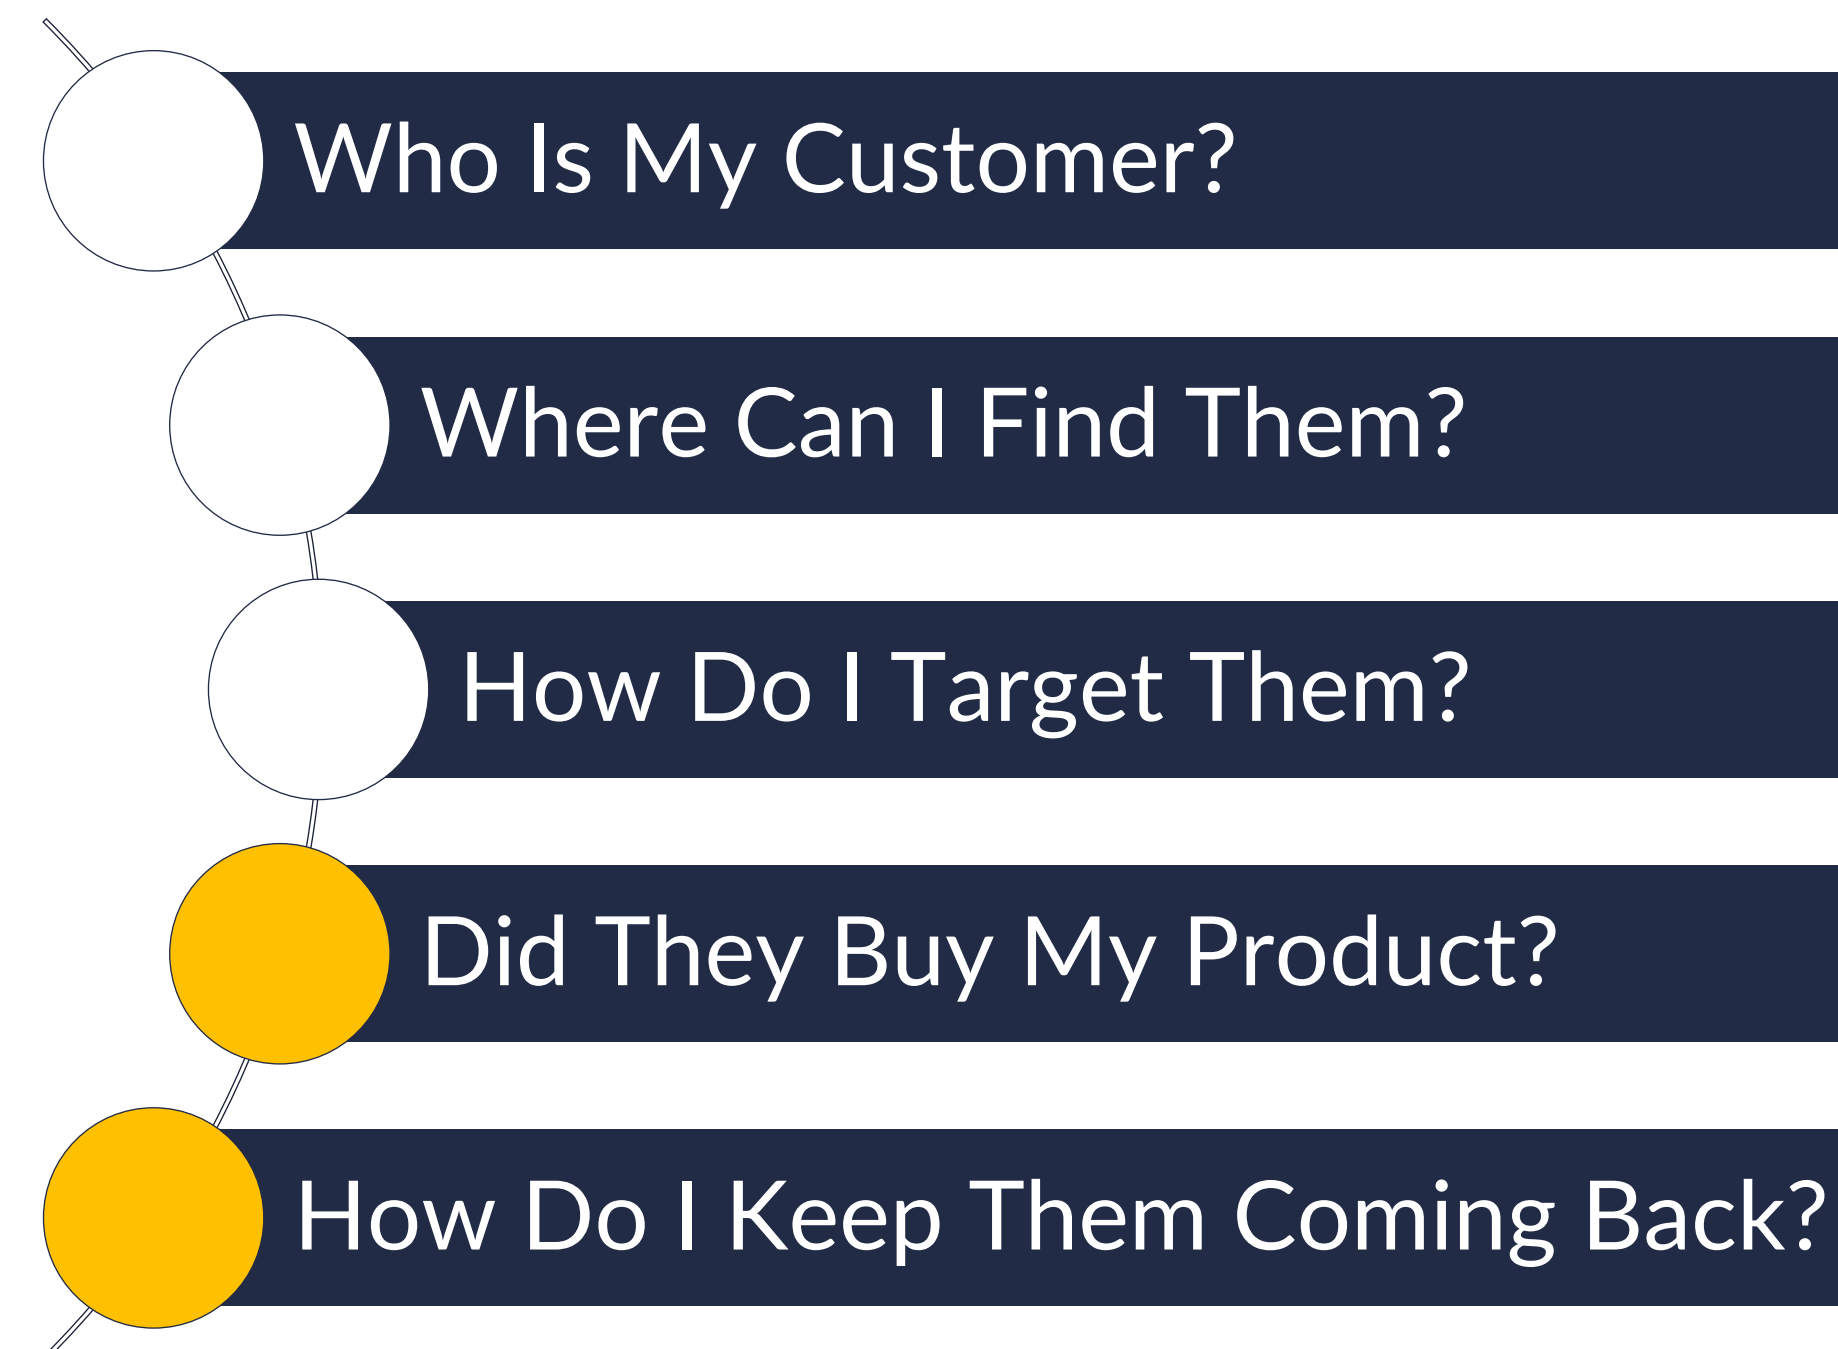 Who Is My Customer?
Where Can I Find Them?
How Do I Target Them?
Did They Buy My Product?
How Do I Keep Them Coming Back?